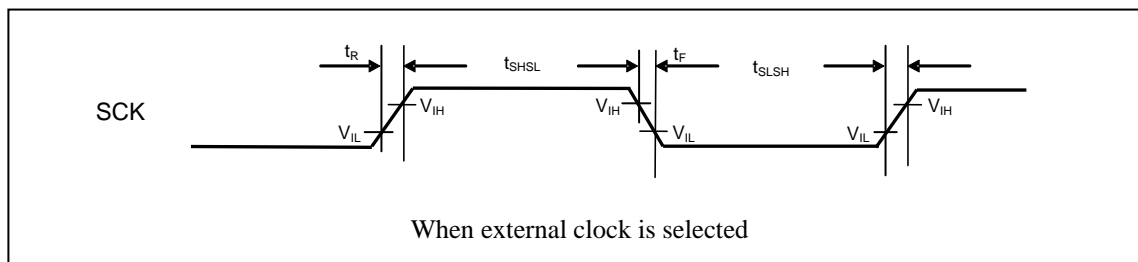 tR tSHSL tF tSLSH
SCK VIH VIH VIH
VIL VIL VIL
When external clock is selected